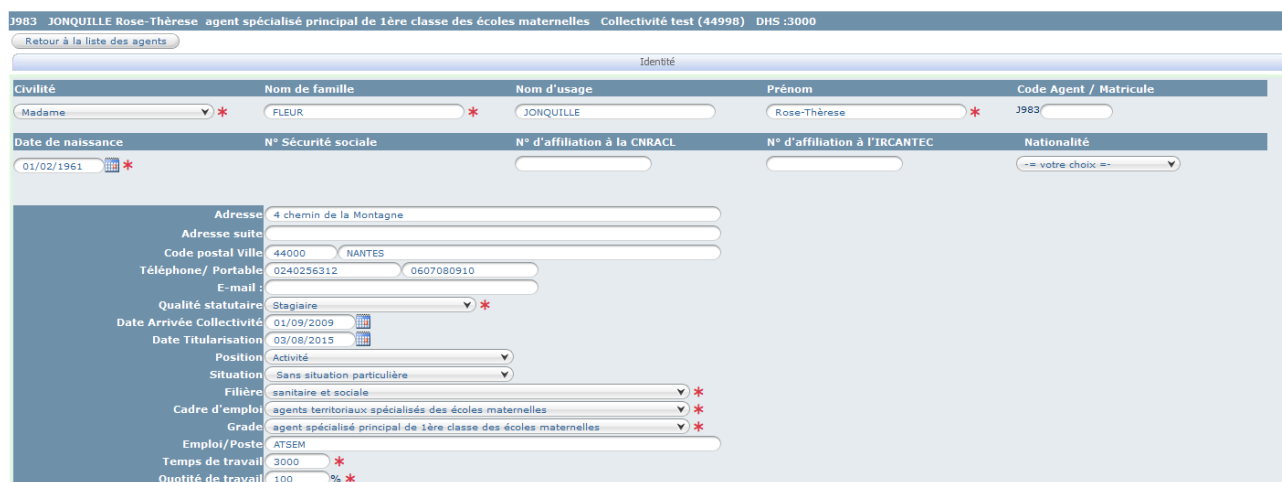 J983 JONQUILLE Rose-Thèrese agent spécialisé principal de 1ère classe des écoles maternelles Collectivité test (44998) DHS :3000
Retour à la liste des agents
Identité
Civilité Nom de famille Nom d'usage Prénom Code Agent / Matricule
Madame * FLEUR * JONQUILLE Rose-Thèrese * J983
Date de naissance N° Sécurité sociale N° d'affiliation à la CNRACL N° d'affiliation à l'IRCANTEC Nationalité
01/02/1961 * -= votre choix =-
Adresse 4 chemin de la Montagne
Adresse suite
Code postal Ville 44000 NANTES
Téléphone/ Portable 0240256312 0607080910
E-mail :
Qualité statutaire Stagiaire *
Date Arrivée Collectivité 01/09/2009
Date Titularisation 03/08/2015
Position Activité
Situation Sans situation particulière
Filière sanitaire et sociale *
Cadre d'emploi agents territoriaux spécialisés des écoles maternelles *
Grade agent spécialisé principal de 1ère classe des écoles maternelles *
Emploi/Poste ATSEM
Temps de travail 3000 *
Quotité de travail 100 % *